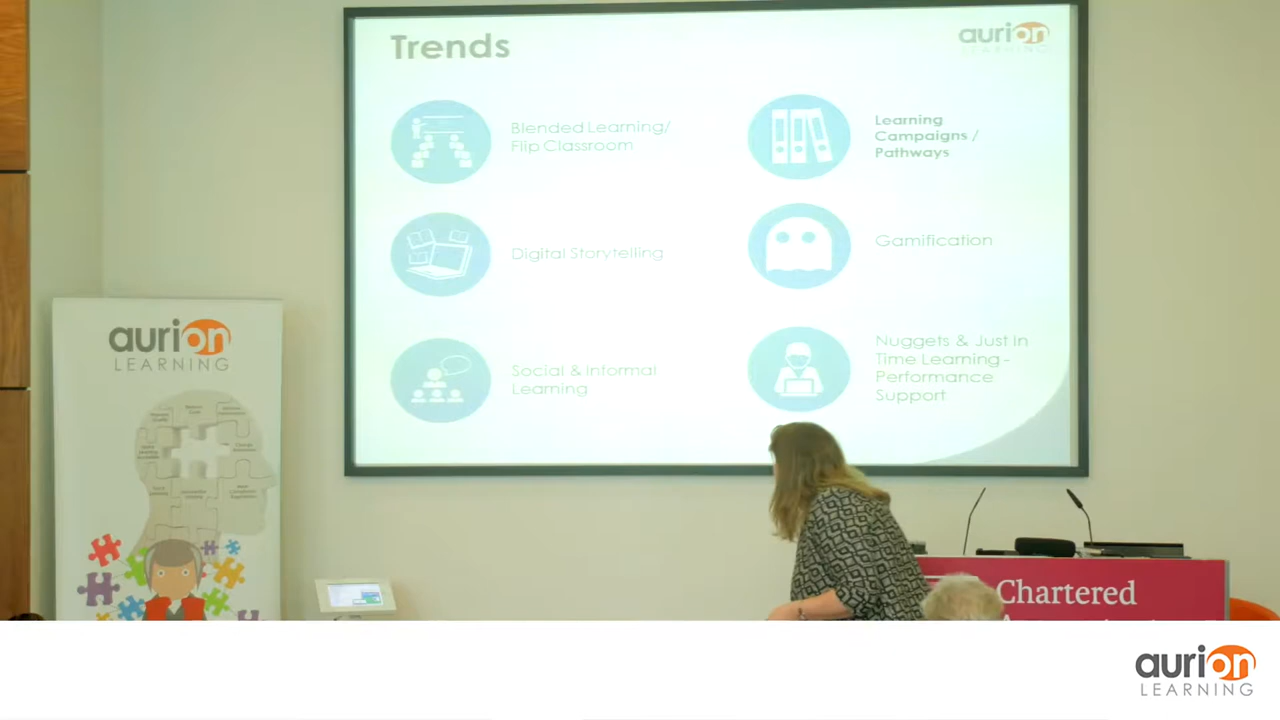 Trends
aurion
LEARNING
Blended Learning/
Flip Classroom
Learning
Campaigns /
Pathways
Digital Storytelling
Gamification
Social & Informal
Learning
Nuggets & Just in
Time Learning -
Performance
Support
aurion
LEARNING
Chartered
aurion
LEARNING